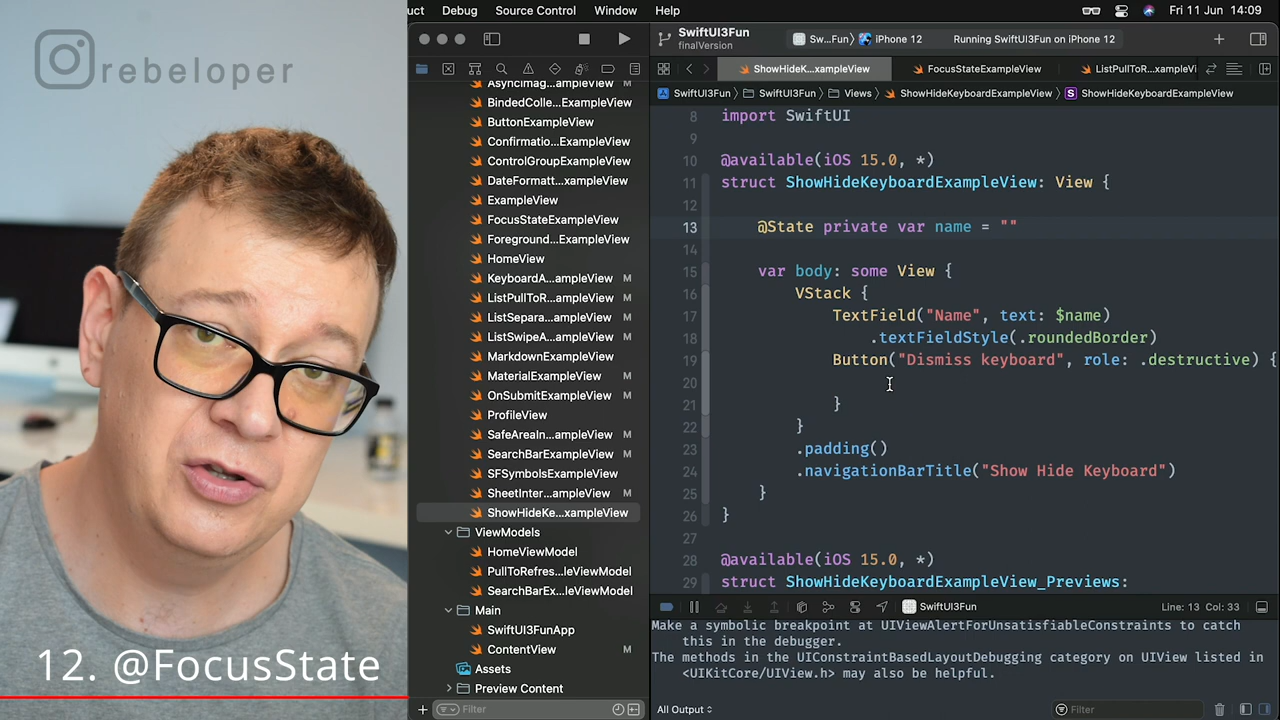 rebeloper
12. @FocusState
uct Debug Source Control Window Help Fri 11 Jun 14:09
SwiftUI3Fun
finalVersion
Sw...Fun iPhone 12 Running SwiftUI3Fun on iPhone 12
ShowHideK...xampleView FocusStateExampleView ListPullToR...xampleVi
SwiftUI3Fun SwiftUI3Fun Views ShowHideKeyboardExampleView ShowHideKeyboardExampleView
AsyncImag...ampleView M
BindedColle...ExampleView
ButtonExampleView
Confirmatio...ExampleView
ControlGroupExampleView
DateFormatt...xampleView
ExampleView
FocusStateExampleView
Foreground...ExampleView
HomeView
KeyboardA...ampleView M
ListPullToR...ampleView M
ListSepara...ampleView M
ListSwipeA...ampleView M
MarkdownExampleView
MaterialExampleView M
OnSubmitExampleView M
ProfileView
SafeAreaIn...ampleView M
SearchBarExampleView M
SFSymbolsExampleView
SheetInter...ampleView M
ShowHideKe...xampleView
ViewModels
HomeViewModel
PullToRefres...leViewModel
SearchBarEx...leViewModel
Main
SwiftUI3FunApp
ContentView M
Assets
Preview Content
Filter
8 import SwiftUI
9
10 @available(iOS 15.0, *)
11 struct ShowHideKeyboardExampleView: View {
12
13 @State private var name = ""
14
15 var body: some View {
16 VStack {
17 TextField("Name", text: $name)
18 .textFieldStyle(.roundedBorder)
19 Button("Dismiss keyboard", role: .destructive) {
20
21 }
22 }
23 .padding()
24 .navigationBarTitle("Show Hide Keyboard")
25 }
26 }
27
28 @available(iOS 15.0, *)
29 struct ShowHideKeyboardExampleView_Previews:
SwiftUI3Fun Line: 13 Col: 33
Make a symbolic breakpoint at UIViewAlertForUnsatisfiableConstraints to catch
this in the debugger.
The methods in the UIConstraintBasedLayoutDebugging category on UIView listed in
<UIKitCore/UIView.h> may also be helpful.
All Output Filter